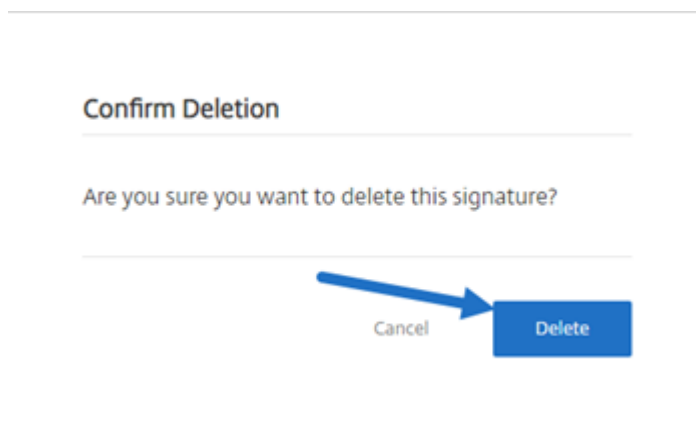 Confirm Deletion
Are you sure you want to delete this signature?
Cancel
Delete